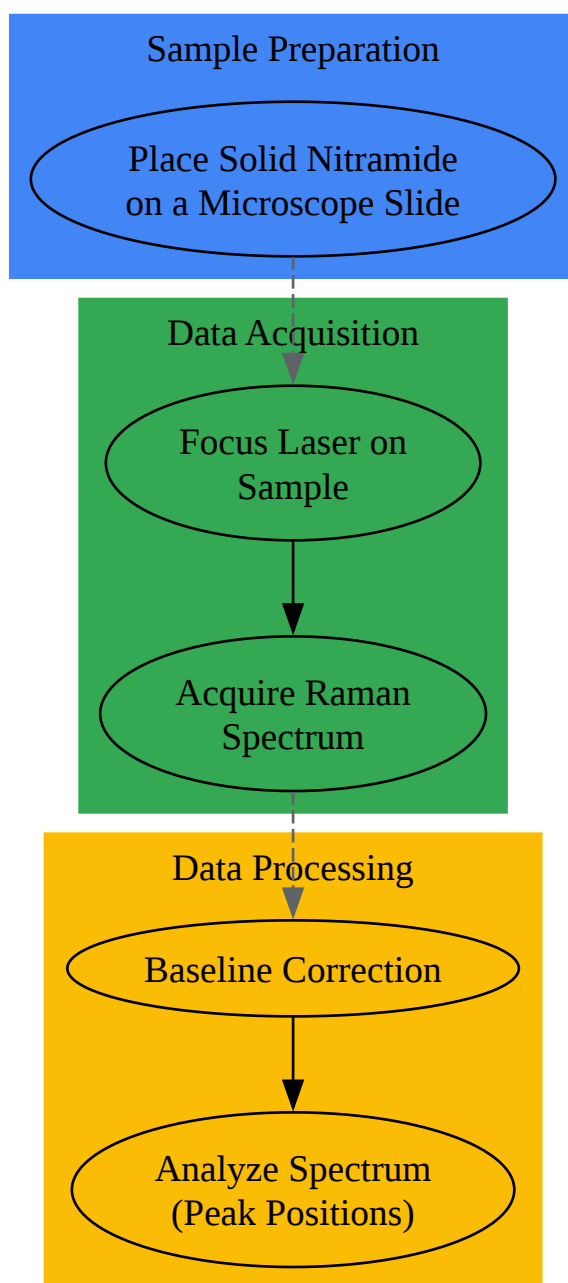 Sample Preparation
Place Solid Nitramide
on a Microscope Slide
Data Acquisition
Focus Laser on
Sample
Acquire Raman
Spectrum
Data Processing
Baseline Correction
Analyze Spectrum
(Peak Positions)